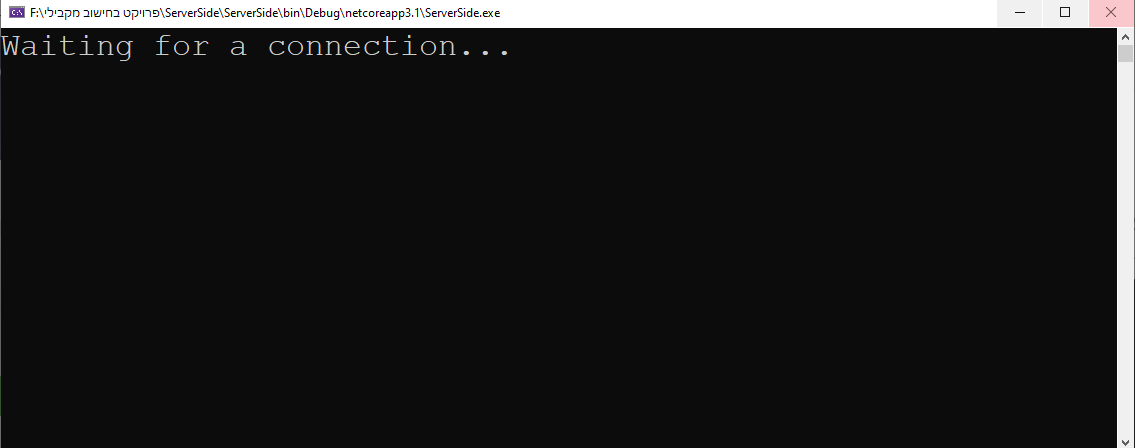 F:\פרויקט בחישוב מקבילי\ServerSide\ServerSide\bin\Debug\netcoreapp3.1\ServerSide.exe
Waiting for a connection...